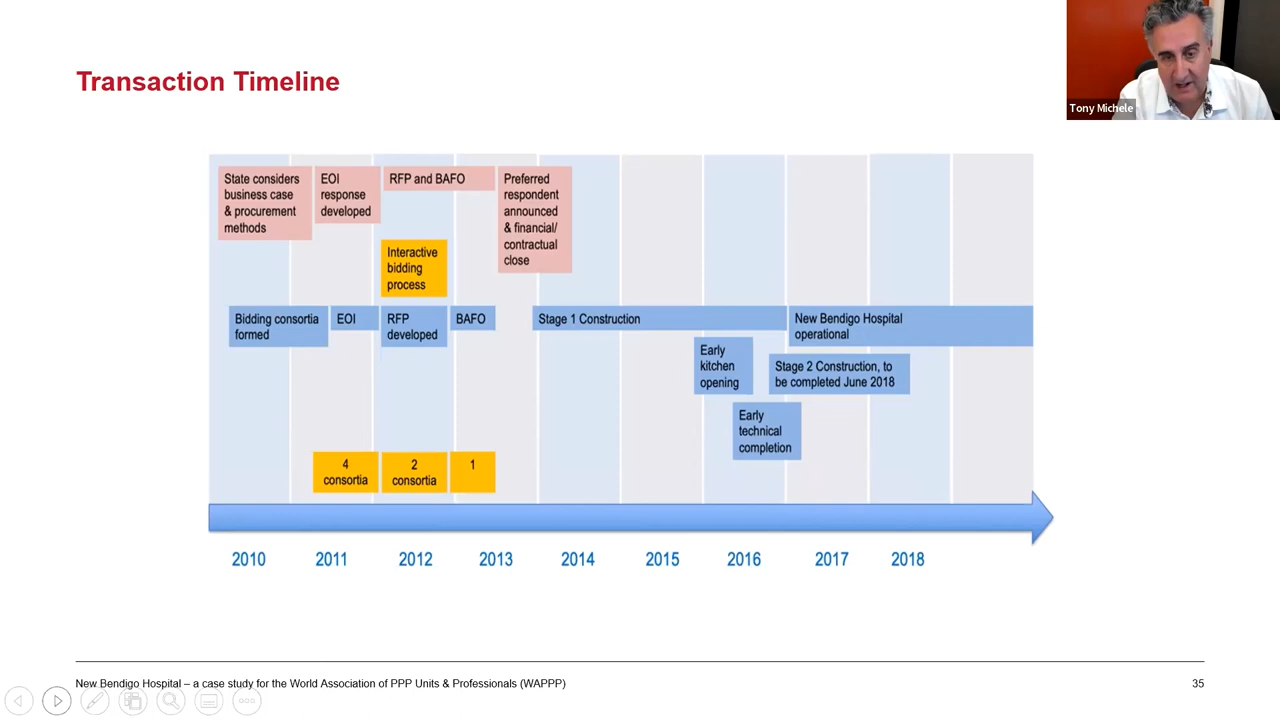 Transaction Timeline
Tony Michele
State considers
business case
& procurement
methods
EOI
response
developed
RFP and BAFO
Preferred
respondent
announced
& financial/
contractual
close
Interactive
bidding
process
Bidding consortia
formed
EOI
RFP
developed
BAFO
Stage 1 Construction
New Bendigo Hospital
operational
Early
kitchen
opening
Stage 2 Construction, to
be completed June 2018
Early
technical
completion
4
consortia
2
consortia
1
2010
2011
2012
2013
2014
2015
2016
2017
2018
New Bendigo Hospital – a case study for the World Association of PPP Units & Professionals (WAPPP)
35